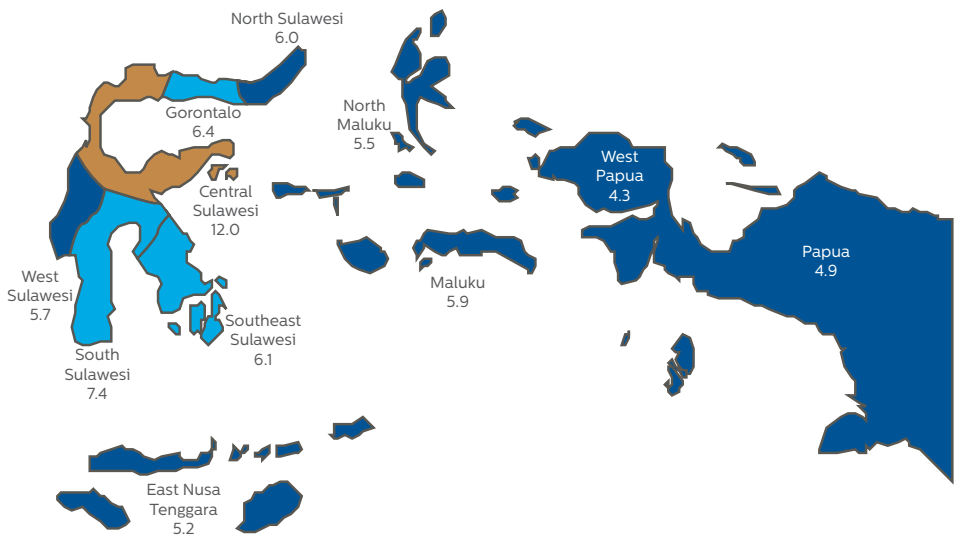 North Sulawesi
6.0
Gorontalo
6.4
North
Maluku
5.5
West
Papua
4.3
Central
Sulawesi
12.0
Papua
4.9
West
Sulawesi
5.7
Maluku
5.9
Southeast
Sulawesi
6.1
South
Sulawesi
7.4
East Nusa
Tenggara
5.2